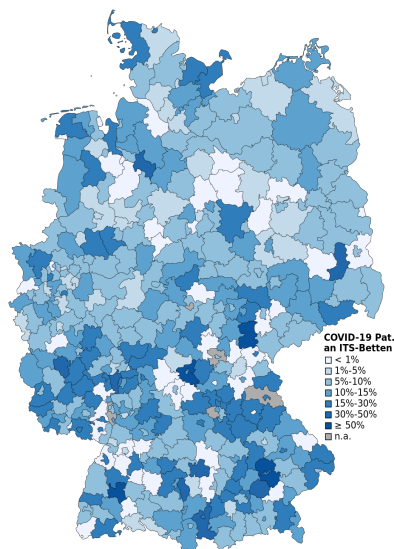 COVID-19 Pat.
an ITS-Betten
< 1%
1%-5%
5%-10%
10%-15%
15%-30%
30%-50%
≥ 50%
n.a.